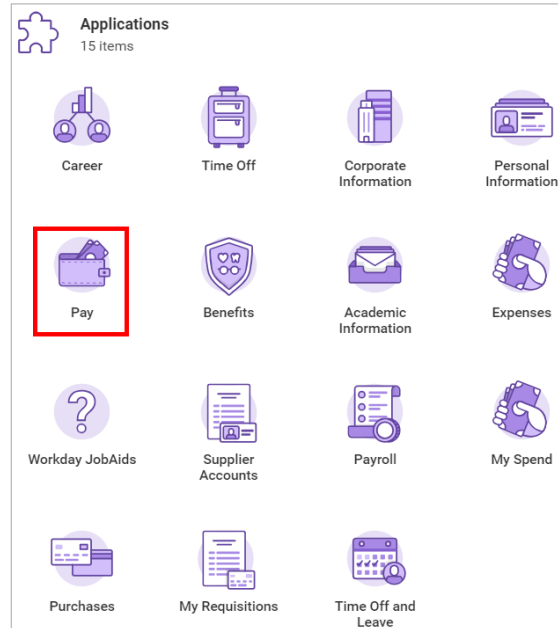 Applications
15 items
Career
Time Off
Corporate
Information
Personal
Information
Pay
Benefits
Academic
Information
Expenses
Workday JobAids
Supplier
Accounts
Payroll
My Spend
Purchases
My Requisitions
Time Off and
Leave